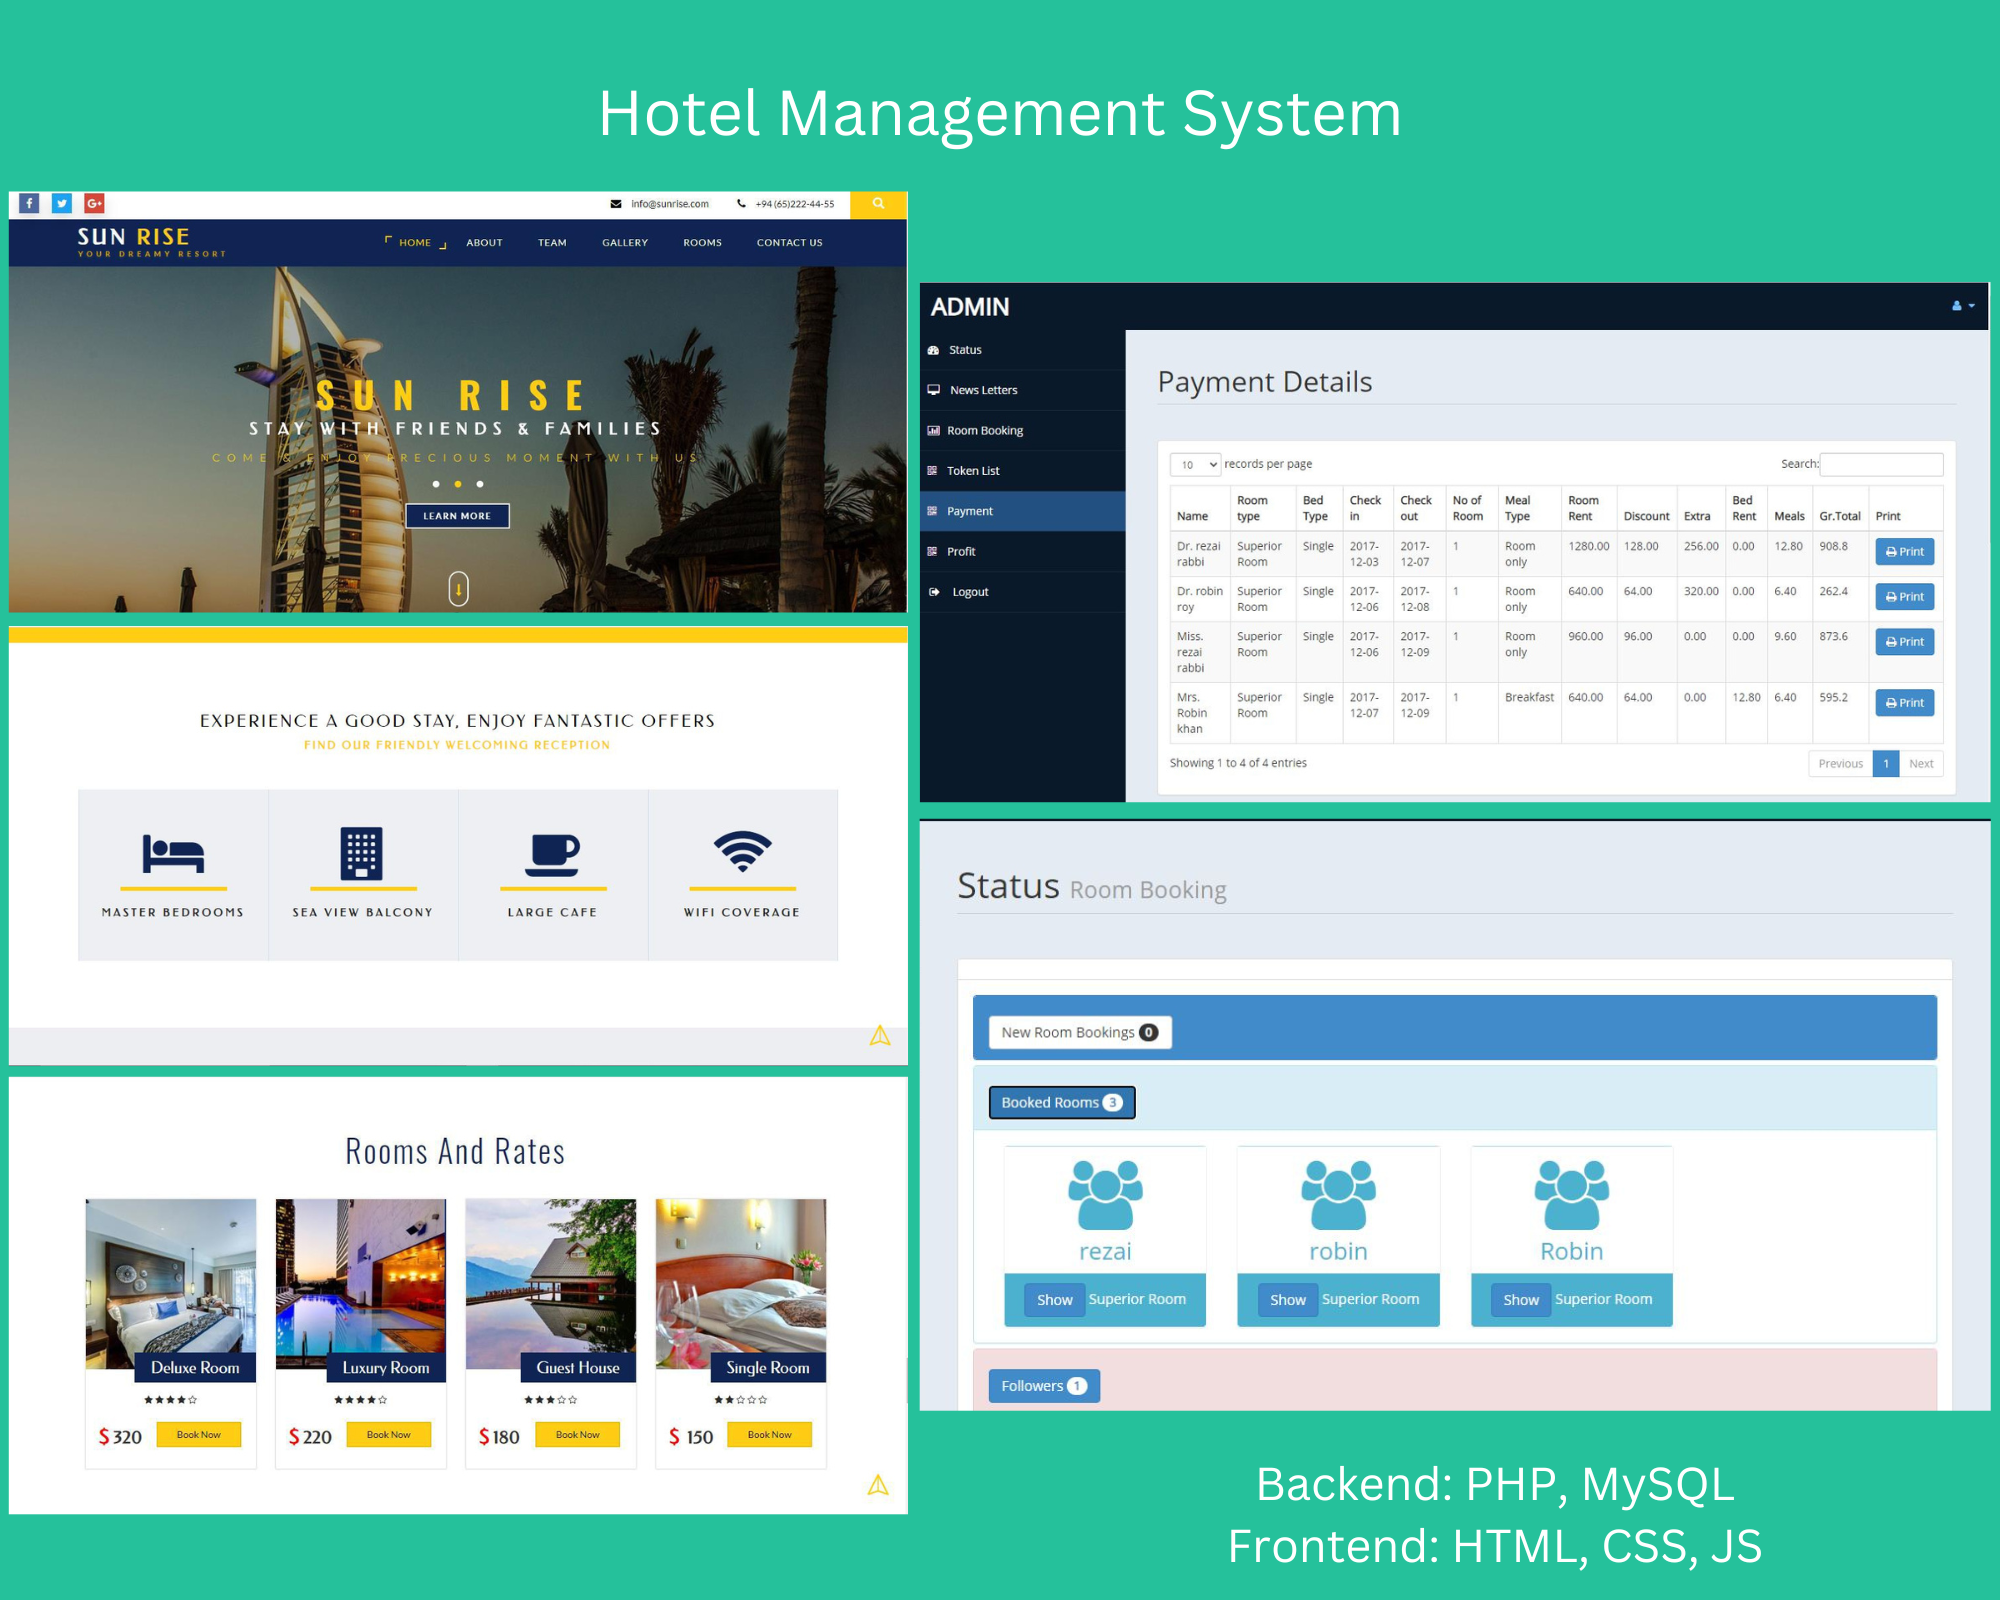 Hotel Management System
info@sunrise.com +94 (65)222-44-55
SUN RISE
YOUR DREAMY RESORT
HOME ABOUT TEAM GALLERY ROOMS CONTACT US
SUN RISE
STAY WITH FRIENDS & FAMILIES
COME & ENJOY PRECIOUS MOMENT WITH US
LEARN MORE
EXPERIENCE A GOOD STAY, ENJOY FANTASTIC OFFERS
FIND OUR FRIENDLY WELCOMING RECEPTION
MASTER BEDROOMS SEA VIEW BALCONY LARGE CAFE WIFI COVERAGE
Rooms And Rates
Deluxe Room Luxury Room Guest House Single Room
$ 320 Book Now $ 220 Book Now $ 180 Book Now $ 150 Book Now
ADMIN
Status
News Letters
Room Booking
Token List
Payment
Profit
Logout
Payment Details
10 records per page Search:
Name Room type Bed Type Check in Check out No of Room Meal Type Room Rent Discount Extra Bed Rent Meals Gr.Total Print
Dr. rezai rabbi Superior Room Single 2017-12-03 2017-12-07 1 Room only 1280.00 128.00 256.00 0.00 12.80 908.8 Print
Dr. robin roy Superior Room Single 2017-12-06 2017-12-08 1 Room only 640.00 64.00 320.00 0.00 6.40 262.4 Print
Miss. rezai rabbi Superior Room Single 2017-12-06 2017-12-09 1 Room only 960.00 96.00 0.00 0.00 9.60 873.6 Print
Mrs. Robin khan Superior Room Single 2017-12-07 2017-12-09 1 Breakfast 640.00 64.00 0.00 12.80 6.40 595.2 Print
Showing 1 to 4 of 4 entries Previous 1 Next
Status Room Booking
New Room Bookings 0
Booked Rooms 3
rezai robin Robin
Show Superior Room Show Superior Room Show Superior Room
Followers 1
Backend: PHP, MySQL
Frontend: HTML, CSS, JS